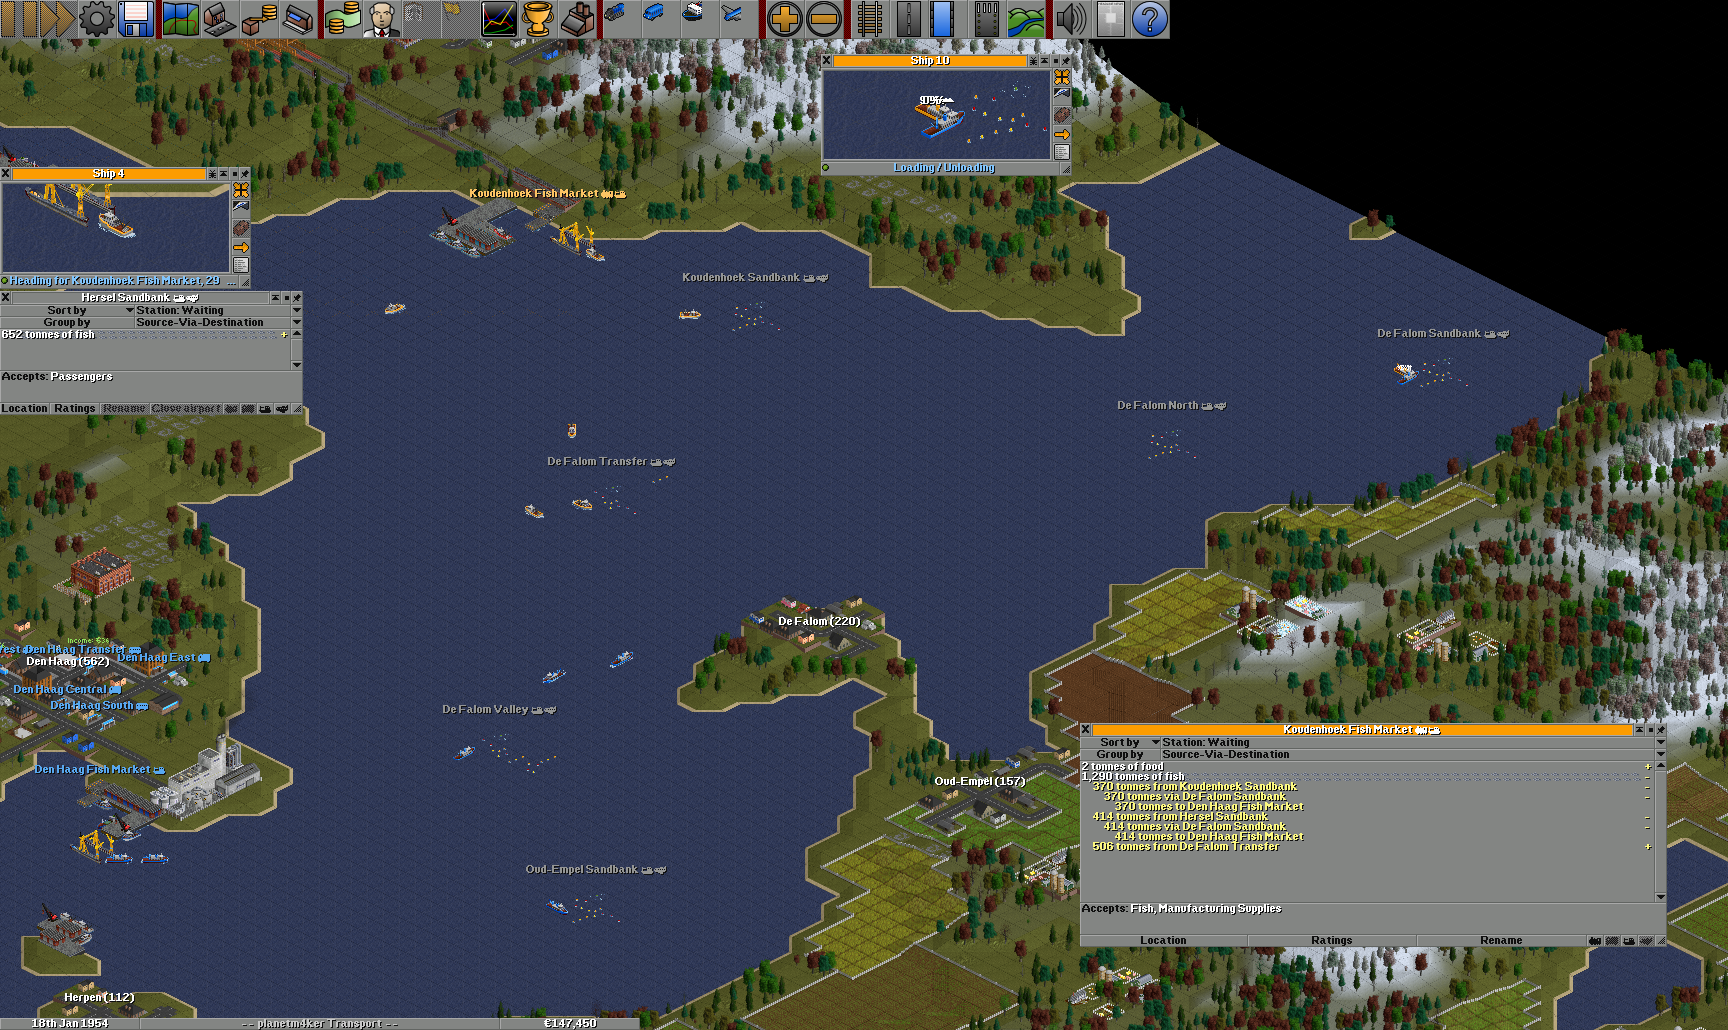 Ship 10
Loading / Unloading
Ship 4
Heading for Koudenhoek Fish Market, 29 ...
Koudenhoek Fish Market
Koudenhoek Sandbank
Hersel Sandbank
Sort by
Station: Waiting
Group by
Source-Via-Destination
652 tonnes of fish
+
Accepts: Passengers
Location
Ratings
Rename
Close airport
De Falom Sandbank
De Falom North
De Falom Transfer
De Falom (220)
Income: €36
Den Haag Transfer
Den Haag East
Den Haag (562)
Den Haag Central
Den Haag South
De Falom Valley
Den Haag Fish Market
Oud-Empel (157)
Oud-Empel Sandbank
Koudenhoek Fish Market
Sort by
Station: Waiting
Group by
Source-Via-Destination
2 tonnes of food
+
1,290 tonnes of fish
-
370 tonnes from Koudenhoek Sandbank
-
370 tonnes via De Falom Sandbank
-
370 tonnes to Den Haag Fish Market
414 tonnes from Hersel Sandbank
-
414 tonnes via De Falom Sandbank
-
414 tonnes to Den Haag Fish Market
506 tonnes from De Falom Transfer
+
Accepts: Fish, Manufacturing Supplies
Location
Ratings
Rename
Herpen (112)
18th Jan 1954
-- planetm4ker Transport --
€147,450